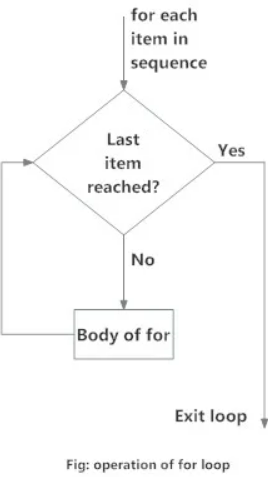 for each
item in
sequence
Last
item
reached?
Yes
No
Body of for
Exit loop
Fig: operation of for loop